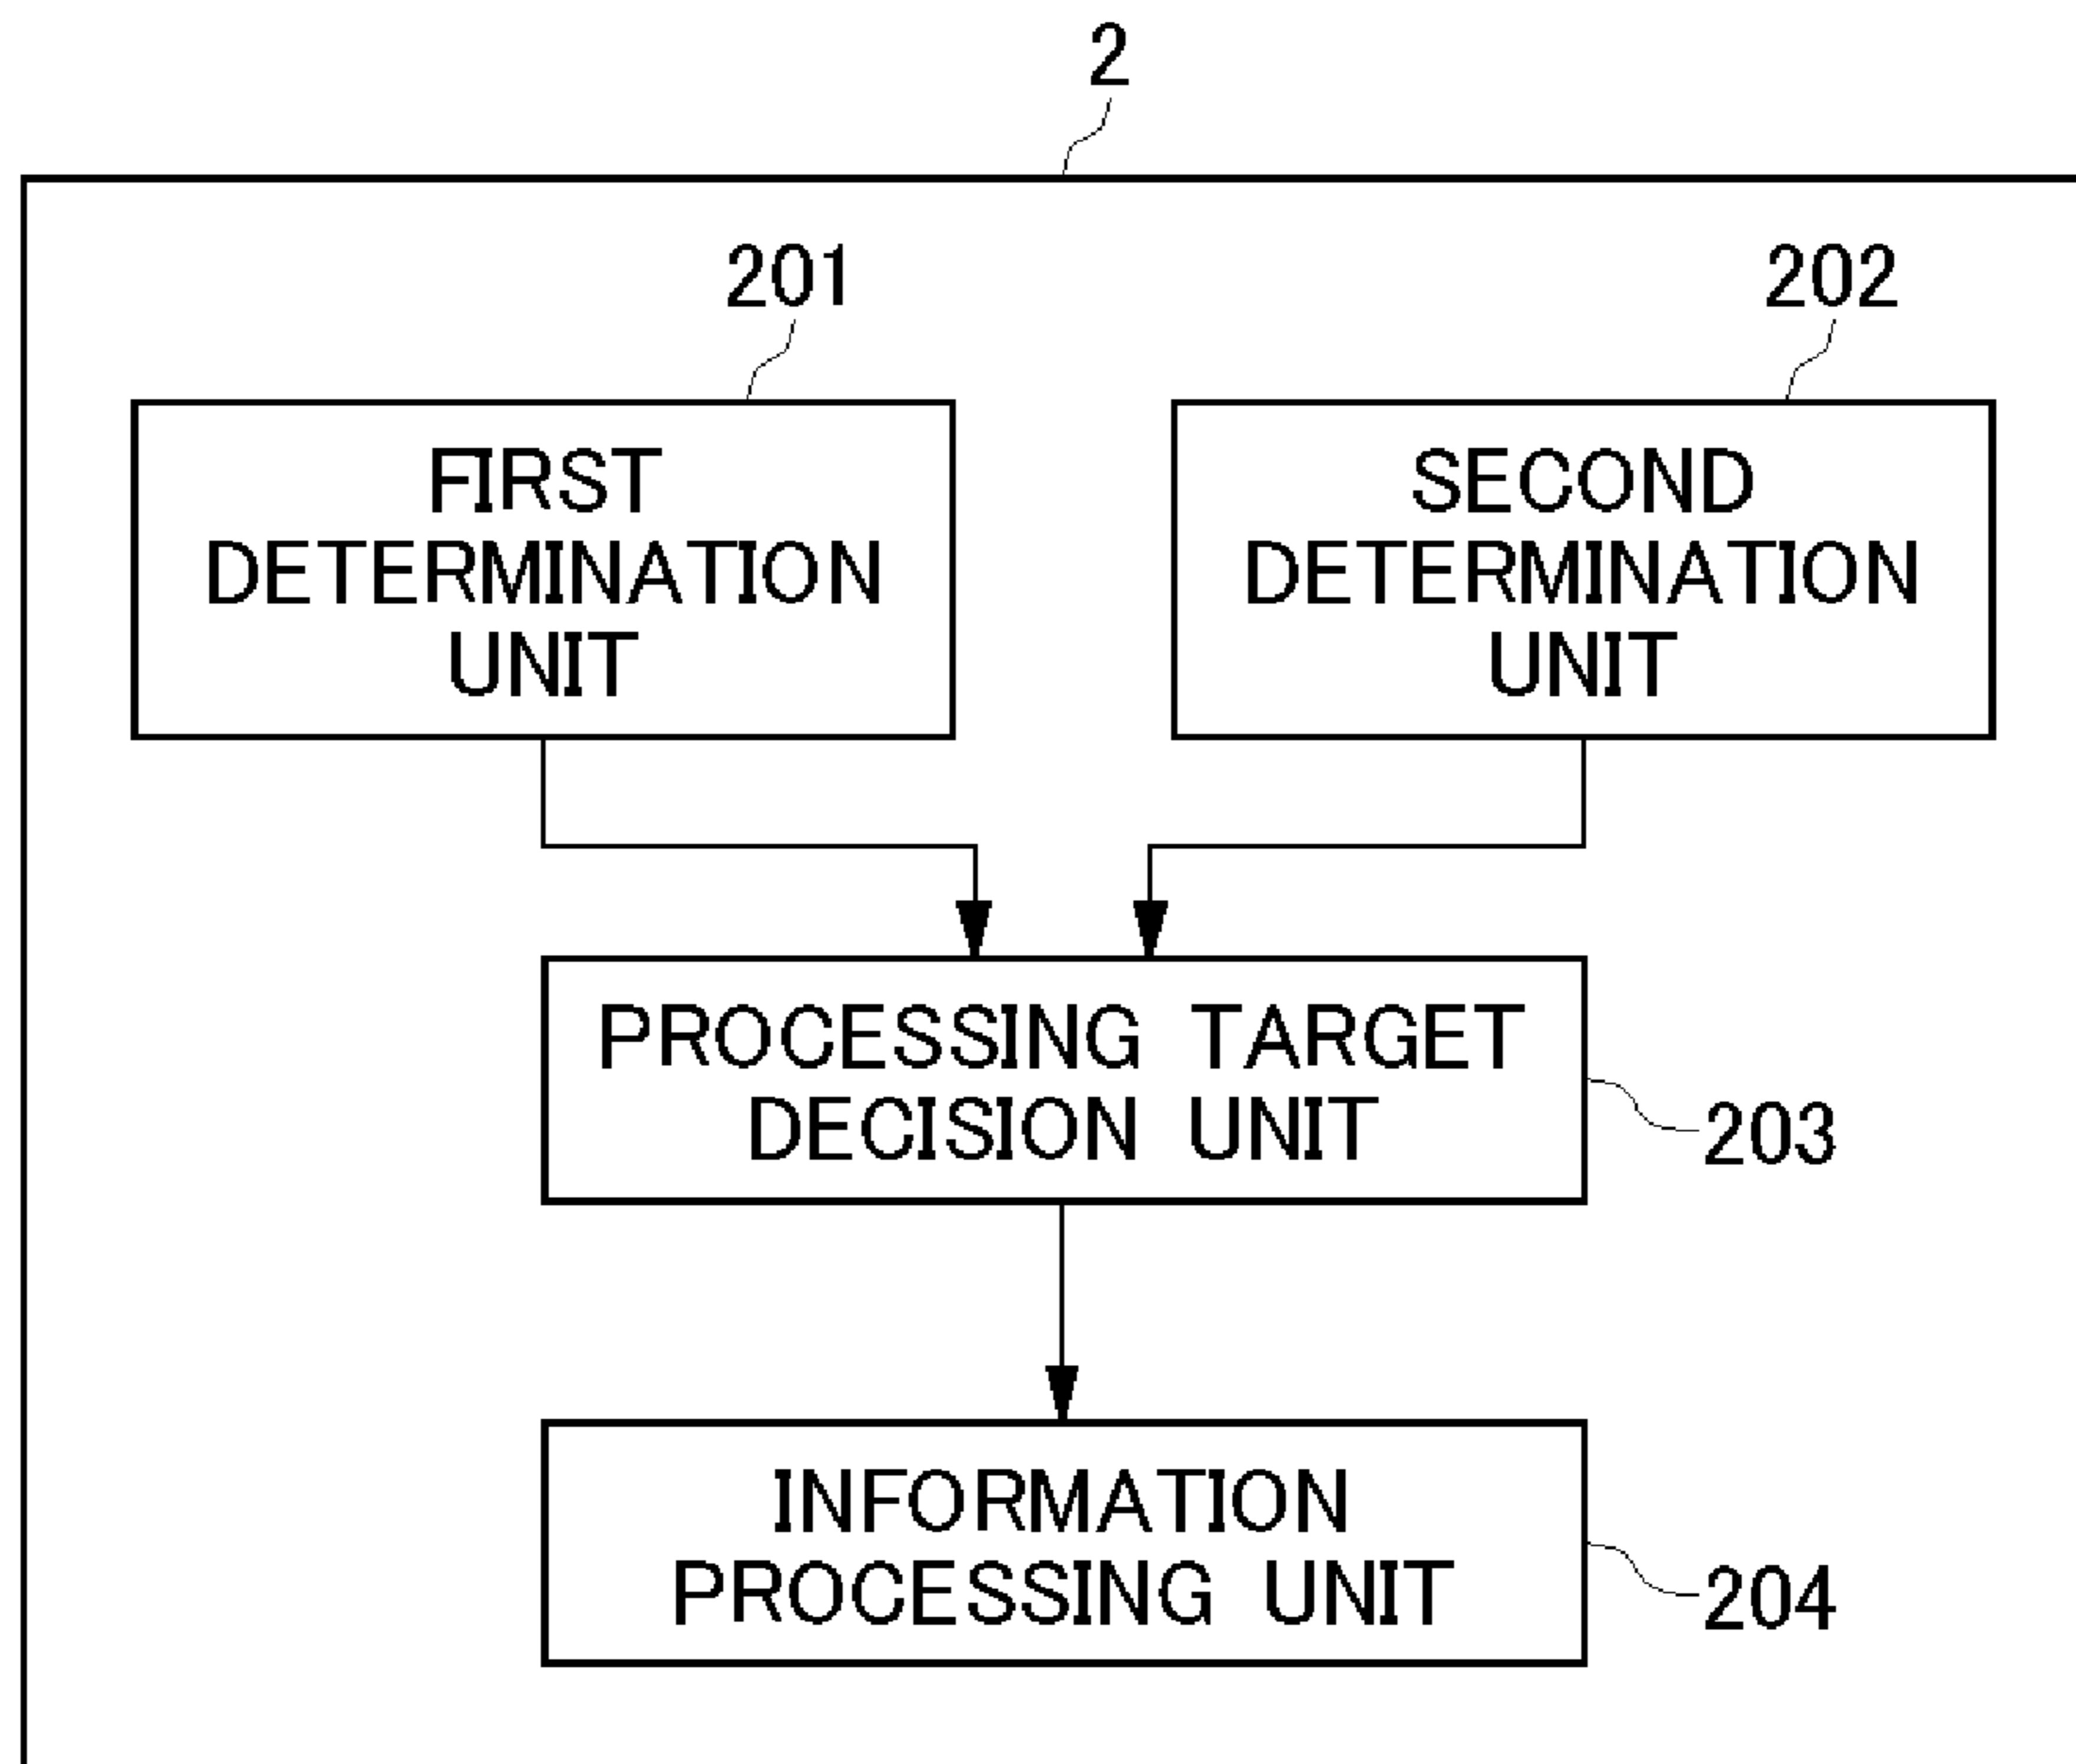 2
201
202
FIRST
DETERMINATION
UNIT
SECOND
DETERMINATION
UNIT
PROCESSING TARGET
DECISION UNIT
203
INFORMATION
PROCESSING UNIT
204